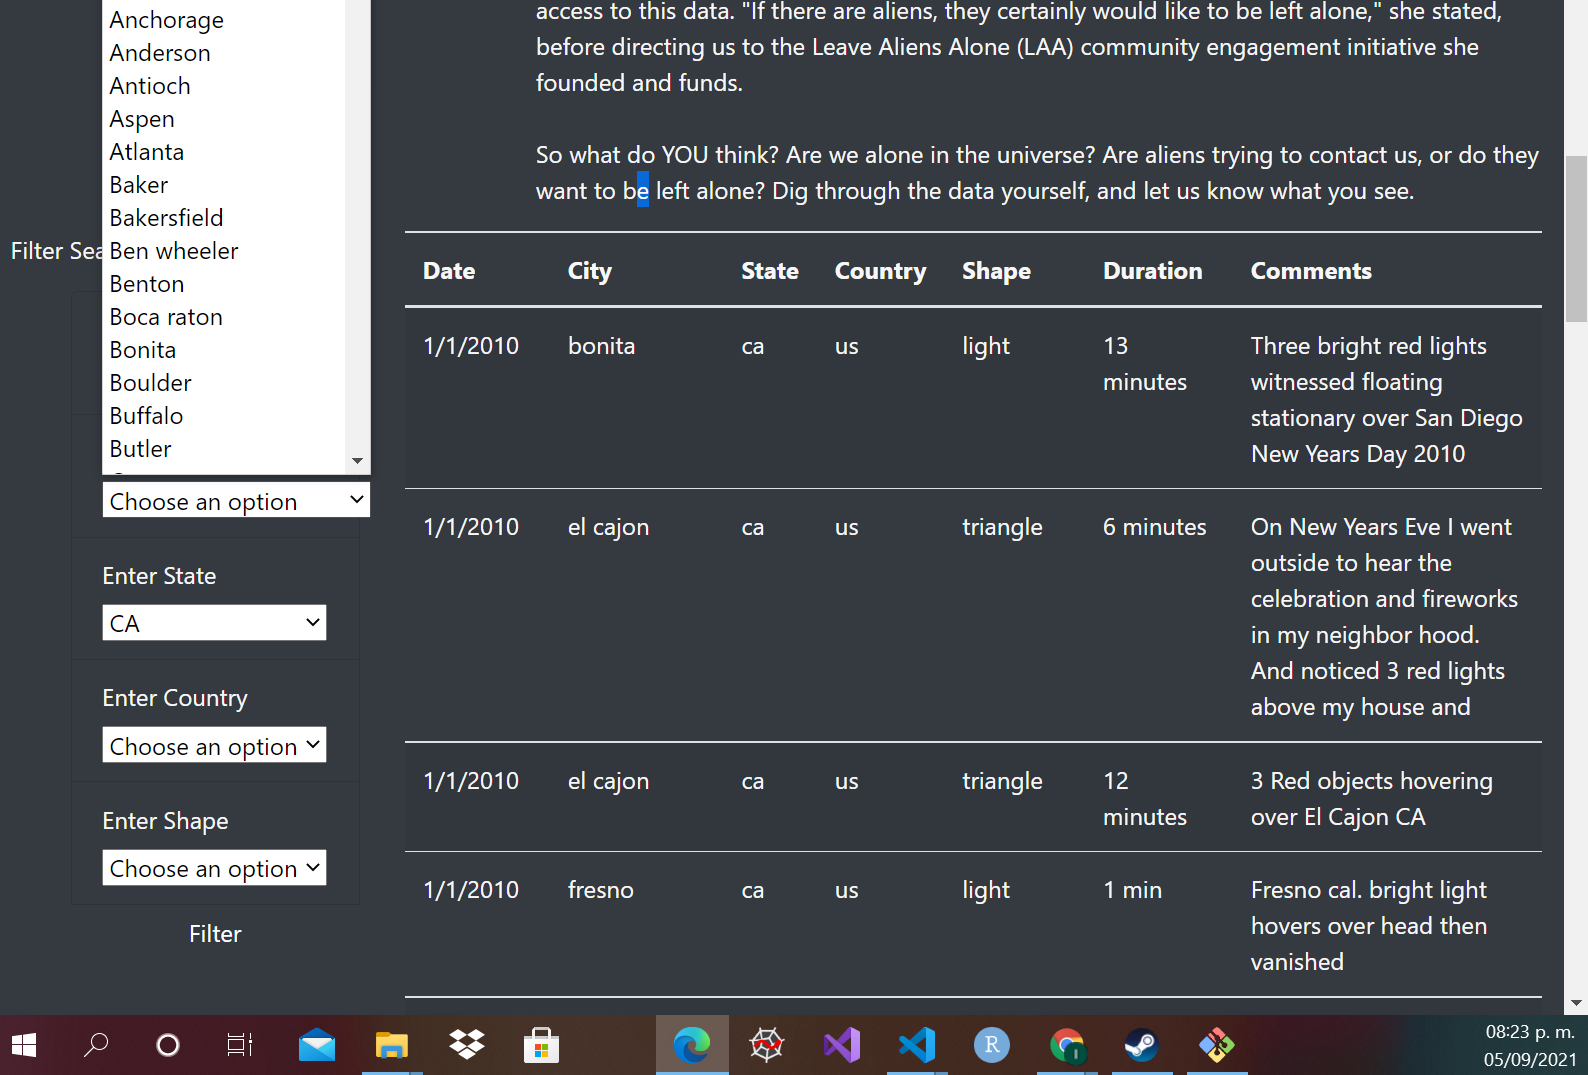 access to this data. "If there are aliens, they certainly would like to be left alone," she stated,
before directing us to the Leave Aliens Alone (LAA) community engagement initiative she
founded and funds.
So what do YOU think? Are we alone in the universe? Are aliens trying to contact us, or do they
want to be left alone? Dig through the data yourself, and let us know what you see.
Filter Sea
Anchorage
Anderson
Antioch
Aspen
Atlanta
Baker
Bakersfield
Ben wheeler
Benton
Boca raton
Bonita
Boulder
Buffalo
Butler
Choose an option
Enter State
CA
Enter Country
Choose an option
Enter Shape
Choose an option
Filter
Date City State Country Shape Duration Comments
1/1/2010 bonita ca us light 13 Three bright red lights
minutes witnessed floating
stationary over San Diego
New Years Day 2010
1/1/2010 el cajon ca us triangle 6 minutes On New Years Eve I went
outside to hear the
celebration and fireworks
in my neighbor hood.
And noticed 3 red lights
above my house and
1/1/2010 el cajon ca us triangle 12 3 Red objects hovering
minutes over El Cajon CA
1/1/2010 fresno ca us light 1 min Fresno cal. bright light
hovers over head then
vanished
R
I
08:23 p. m.
05/09/2021